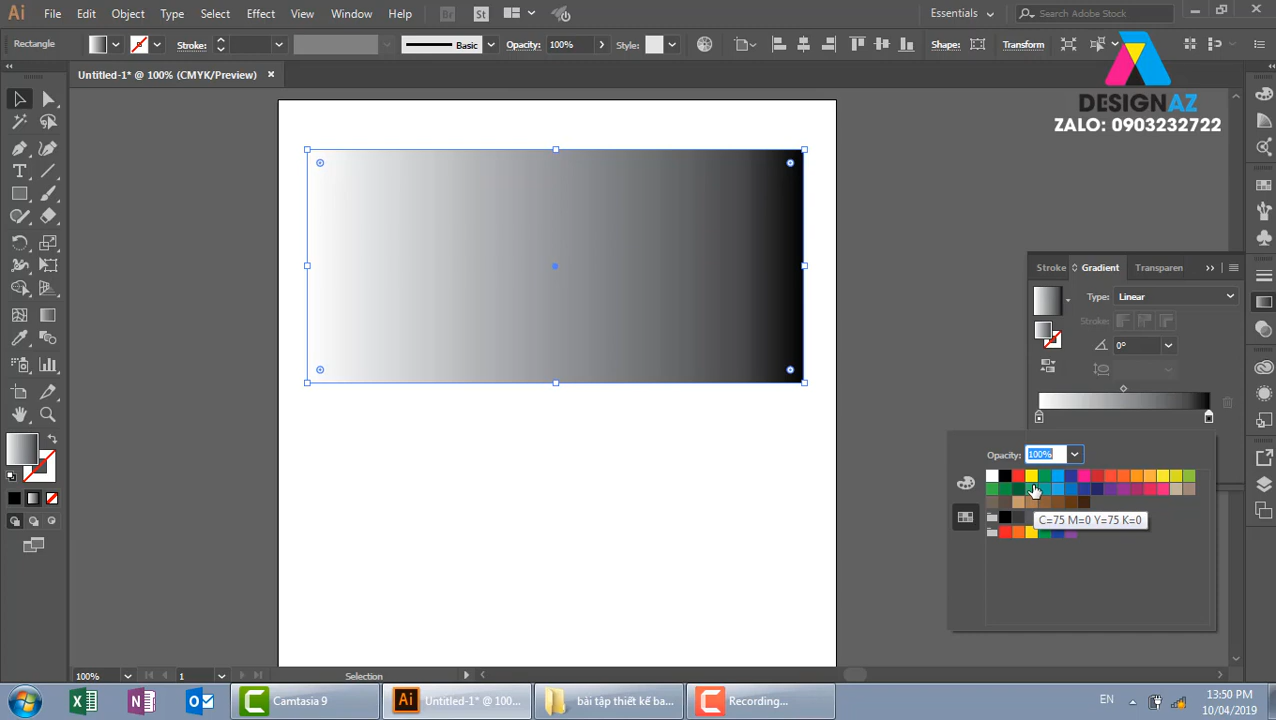 Ai File Edit Object Type Select Effect View Window Help Br St Essentials Search Adobe Stock
Rectangle Stroke: Basic Opacity: 100% Style: Shape: Transform
Untitled-1* @ 100% (CMYK/Preview)
DESIGNAZ
ZALO: 0903232722
Stroke Gradient Transparen
Type: Linear
Stroke:
0°
Opacity: 100%
C=75 M=0 Y=75 K=0
100% 1 Selection
Camtasia 9
Untitled-1* @ 100...
bài tập thiết kế ba...
Recording...
EN
13:50 PM
10/04/2019